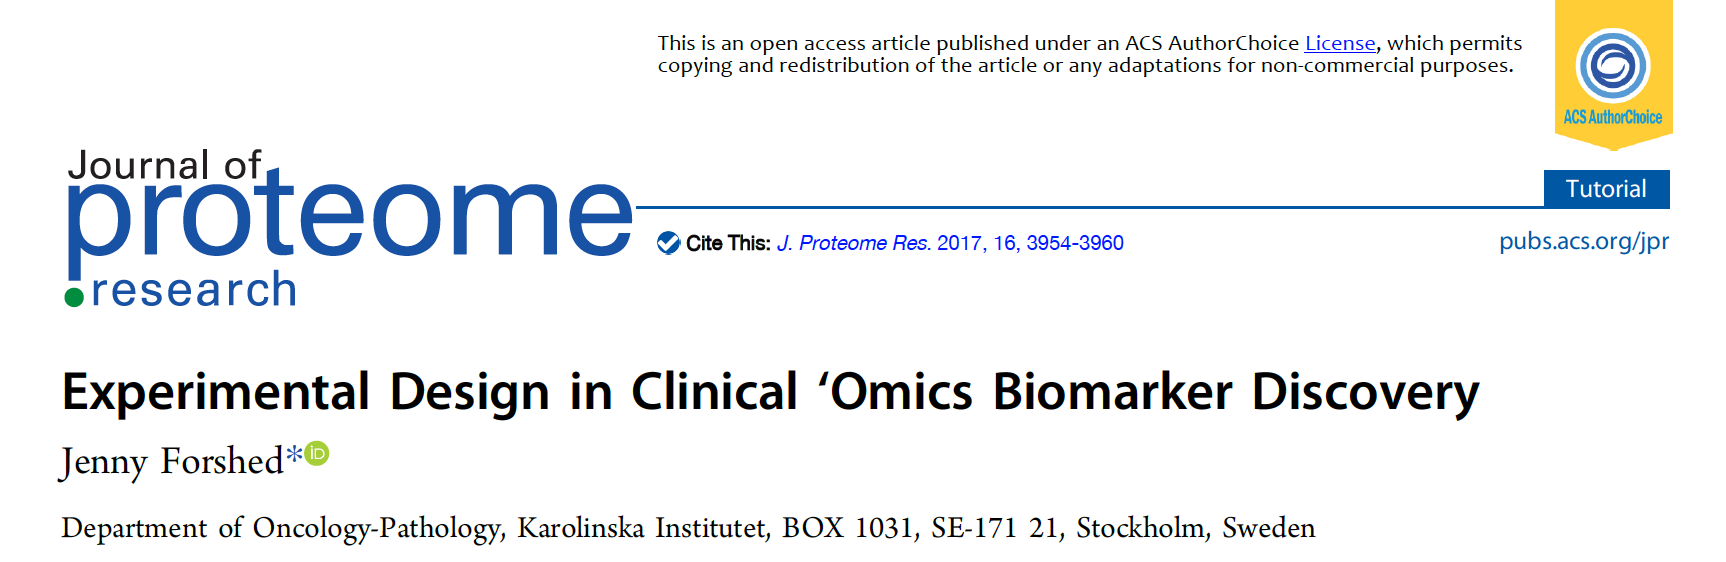 This is an open access article published under an ACS AuthorChoice License, which permits
copying and redistribution of the article or any adaptations for non-commercial purposes.
ACS AuthorChoice
Journal of
proteome
research
Tutorial
Cite This: J. Proteome Res. 2017, 16, 3954-3960
pubs.acs.org/jpr
Experimental Design in Clinical ‘Omics Biomarker Discovery
Jenny Forshed*iD
Department of Oncology-Pathology, Karolinska Institutet, BOX 1031, SE-171 21, Stockholm, Sweden